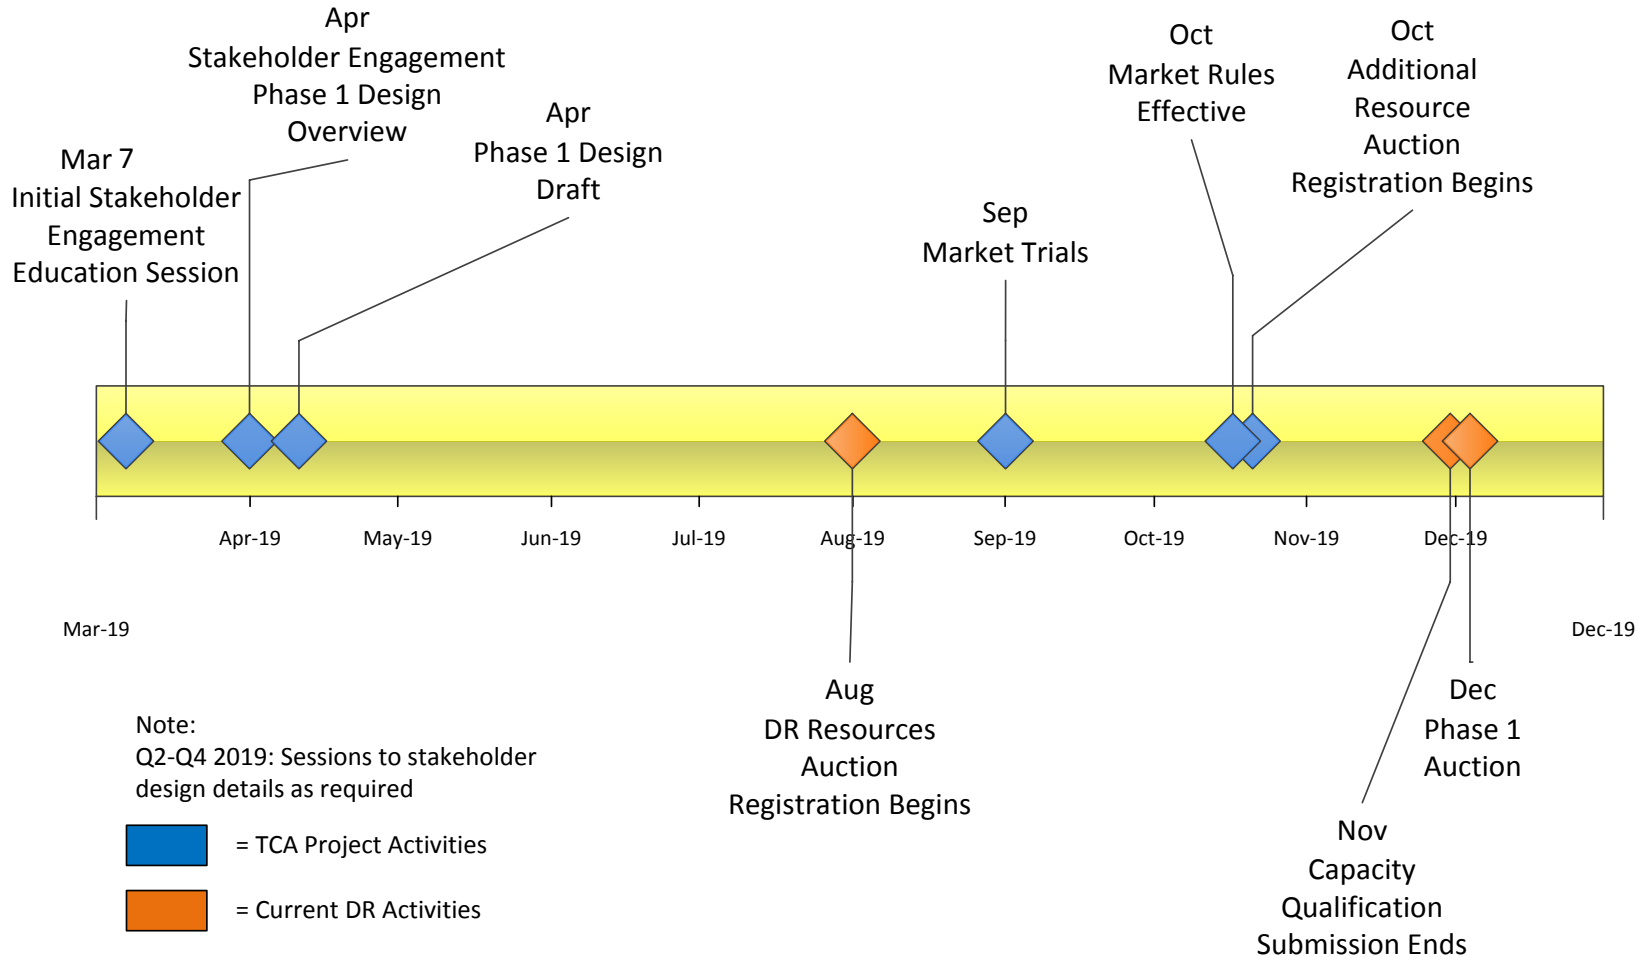 Apr
Stakeholder Engagement
Phase 1 Design
Overview
Mar 7
Initial Stakeholder
Engagement
Education Session
Apr
Phase 1 Design
Draft
Sep
Market Trials
Oct
Market Rules
Effective
Oct
Additional
Resource
Auction
Registration Begins
Apr-19
May-19
Jun-19
Jul-19
Aug-19
Sep-19
Oct-19
Nov-19
Dec-19
Mar-19
Dec-19
Aug
DR Resources
Auction
Registration Begins
Dec
Phase 1
Auction
Nov
Capacity
Qualification
Submission Ends
Note:
Q2-Q4 2019: Sessions to stakeholder
design details as required
= TCA Project Activities
= Current DR Activities